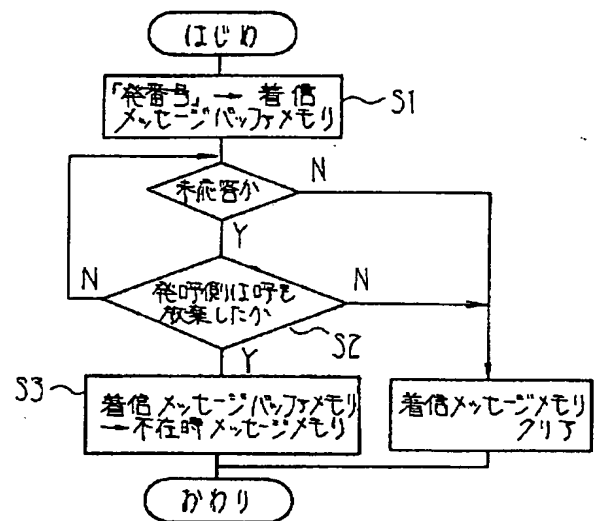 はじめ
「発番号」→ 着信
メッセージバッファメモリ
S1
未応答か
N
Y
N
発呼側は呼を
放棄したか
N
S2
Y
S3
着信メッセージバッファメモリ
→不在時メッセージメモリ
着信メッセージメモリ
クリア
おわり